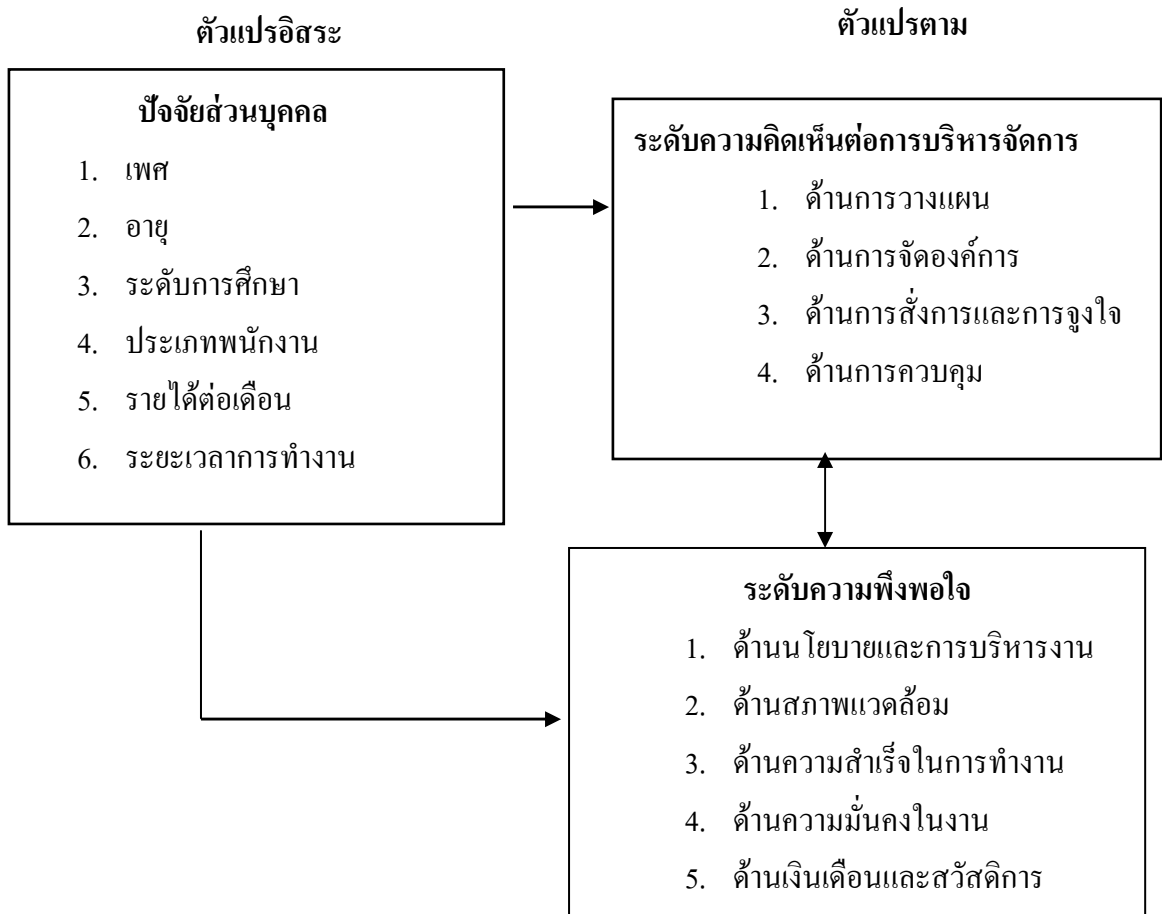 ตัวแปรอิสระ
ตัวแปรตาม
ปัจจัยส่วนบุคคล
1. เพศ
2. อายุ
3. ระดับการศึกษา
4. ประเภทพนักงาน
5. รายได้ต่อเดือน
6. ระยะเวลาการทำงาน
ระดับความคิดเห็นต่อการบริหารจัดการ
1. ด้านการวางแผน
2. ด้านการจัดองค์การ
3. ด้านการสั่งการและการจูงใจ
4. ด้านการควบคุม
ระดับความพึงพอใจ
1. ด้านนโยบายและการบริหารงาน
2. ด้านสภาพแวดล้อม
3. ด้านความสำเร็จในการทำงาน
4. ด้านความมั่นคงในงาน
5. ด้านเงินเดือนและสวัสดิการ